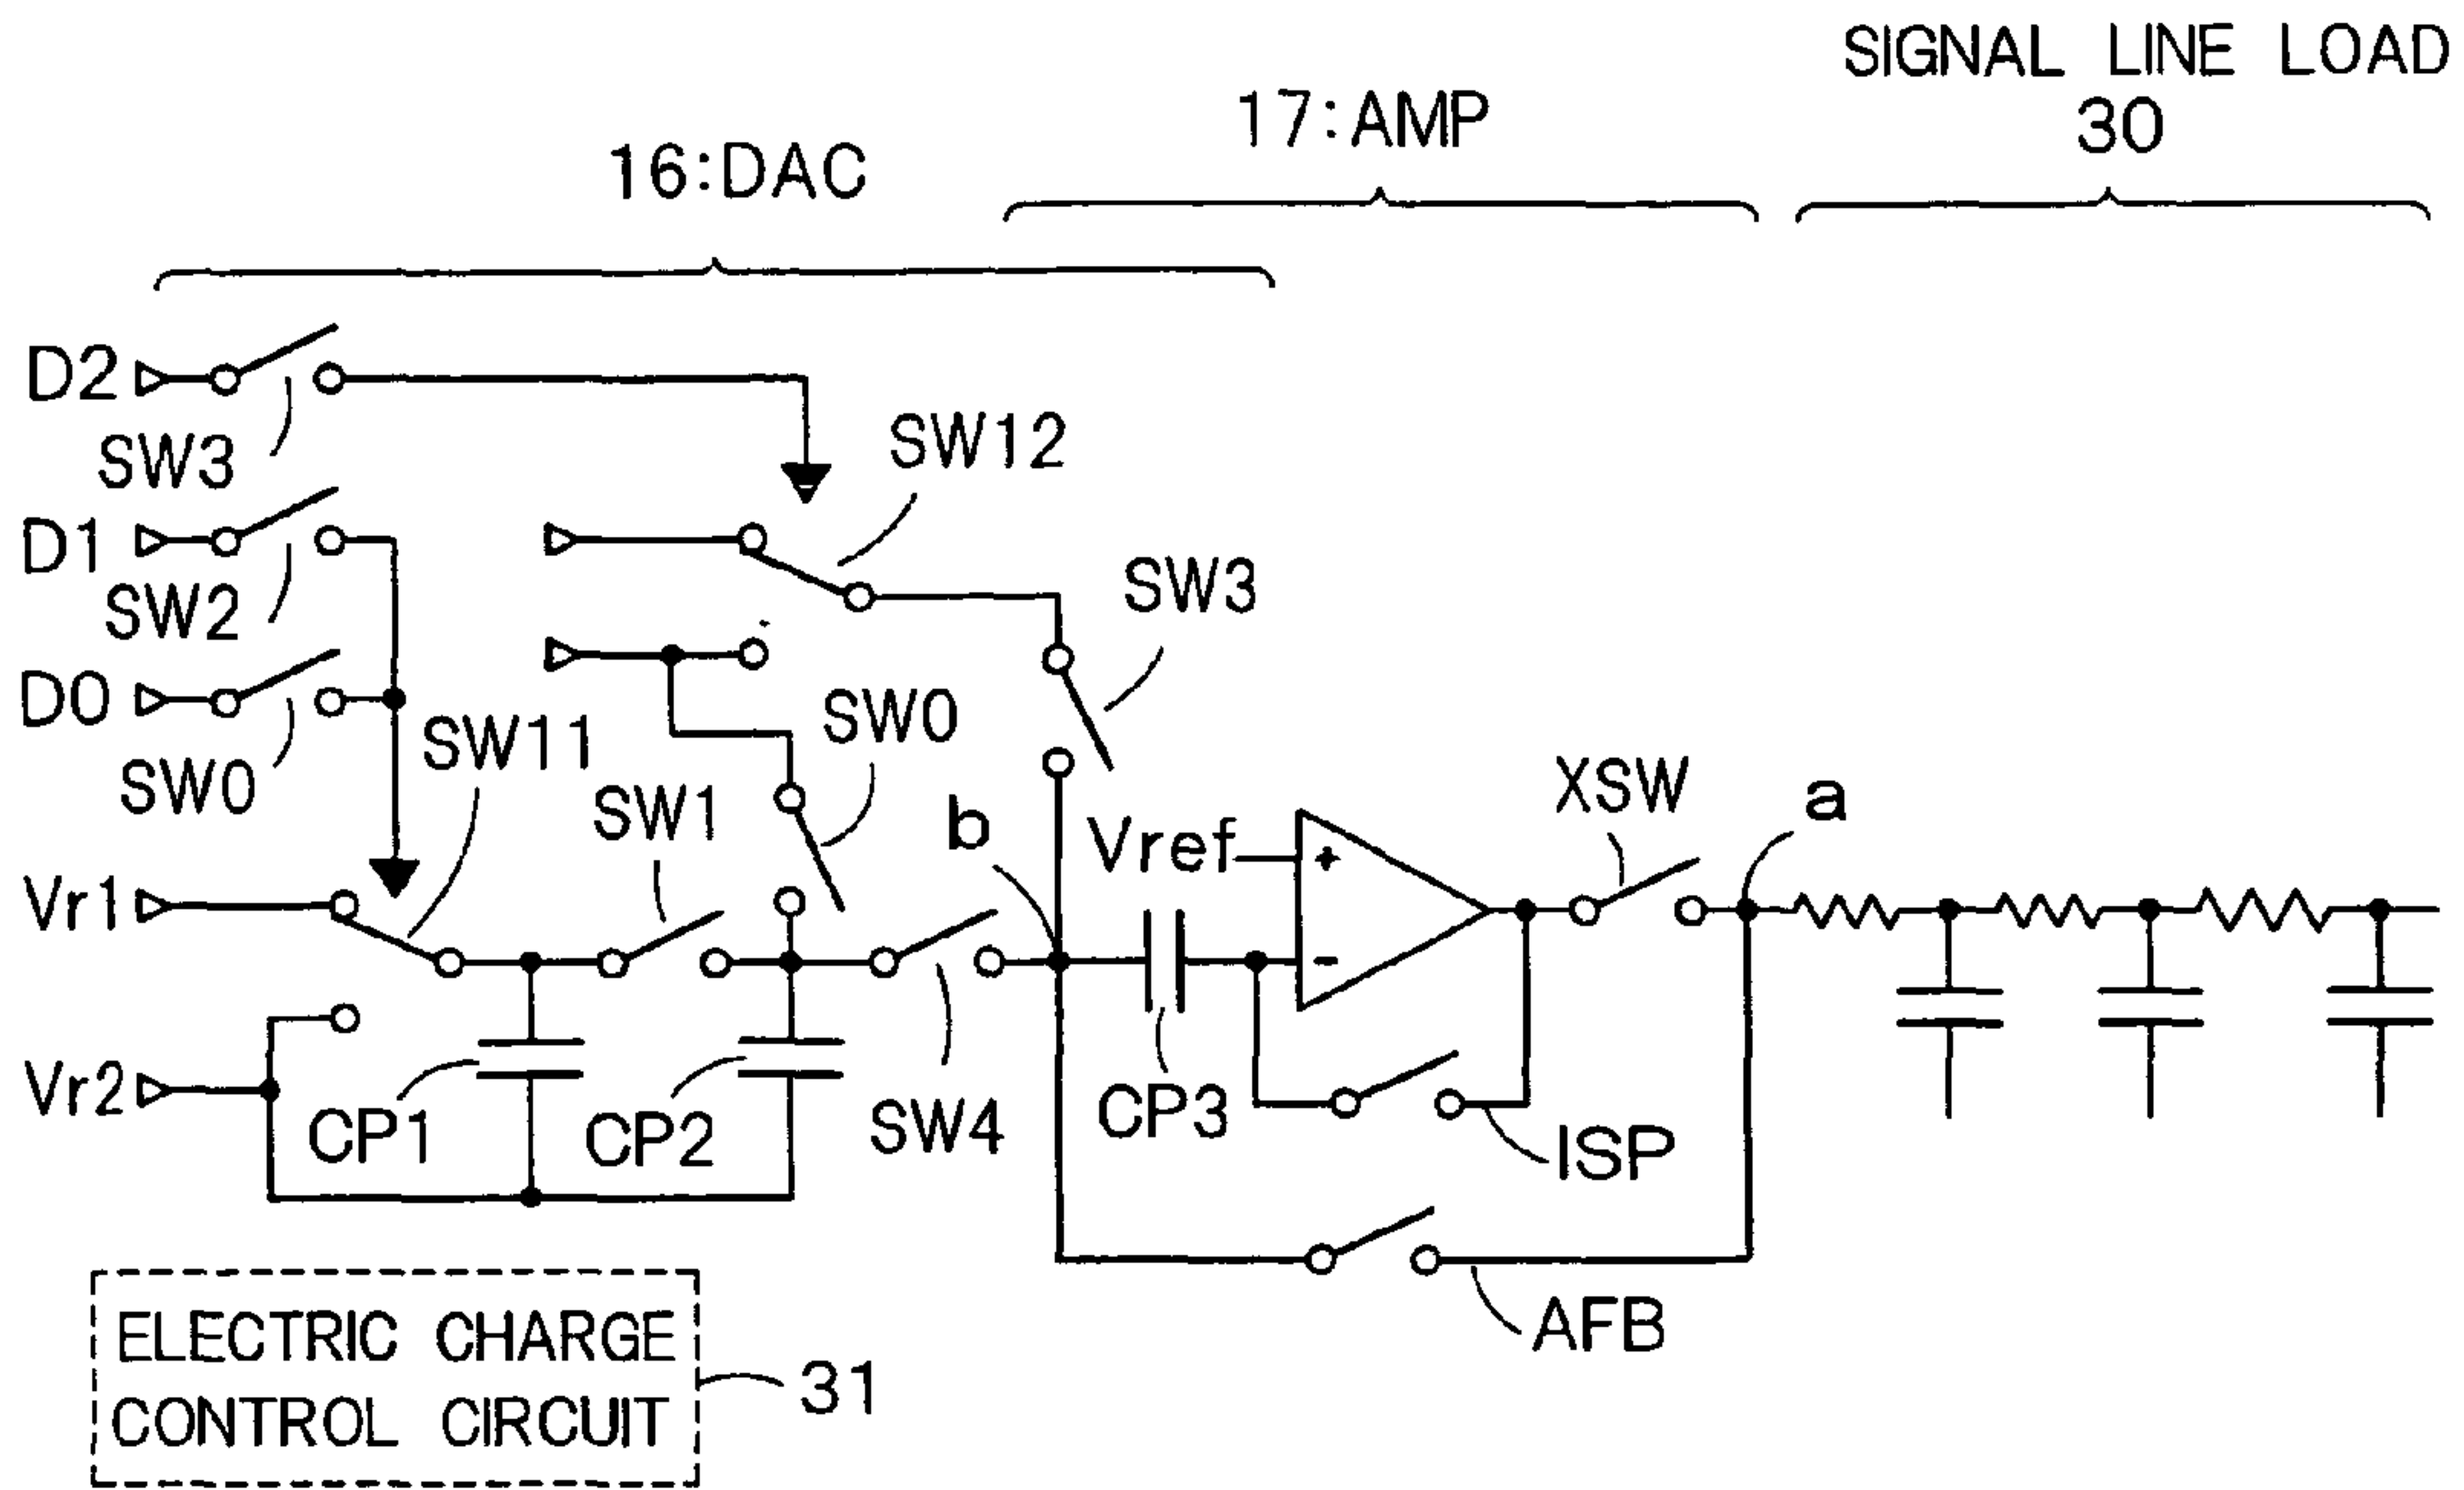 SIGNAL LINE LOAD
30
17:AMP
16:DAC
D2
SW3
SW12
D1
SW2
SW3
D0
SW0
SW11
SW0
SW1
b
Vref
+
-
XSW
a
Vr1
Vr2
CP1
CP2
SW4
CP3
ISP
AFB
ELECTRIC CHARGE
CONTROL CIRCUIT
31